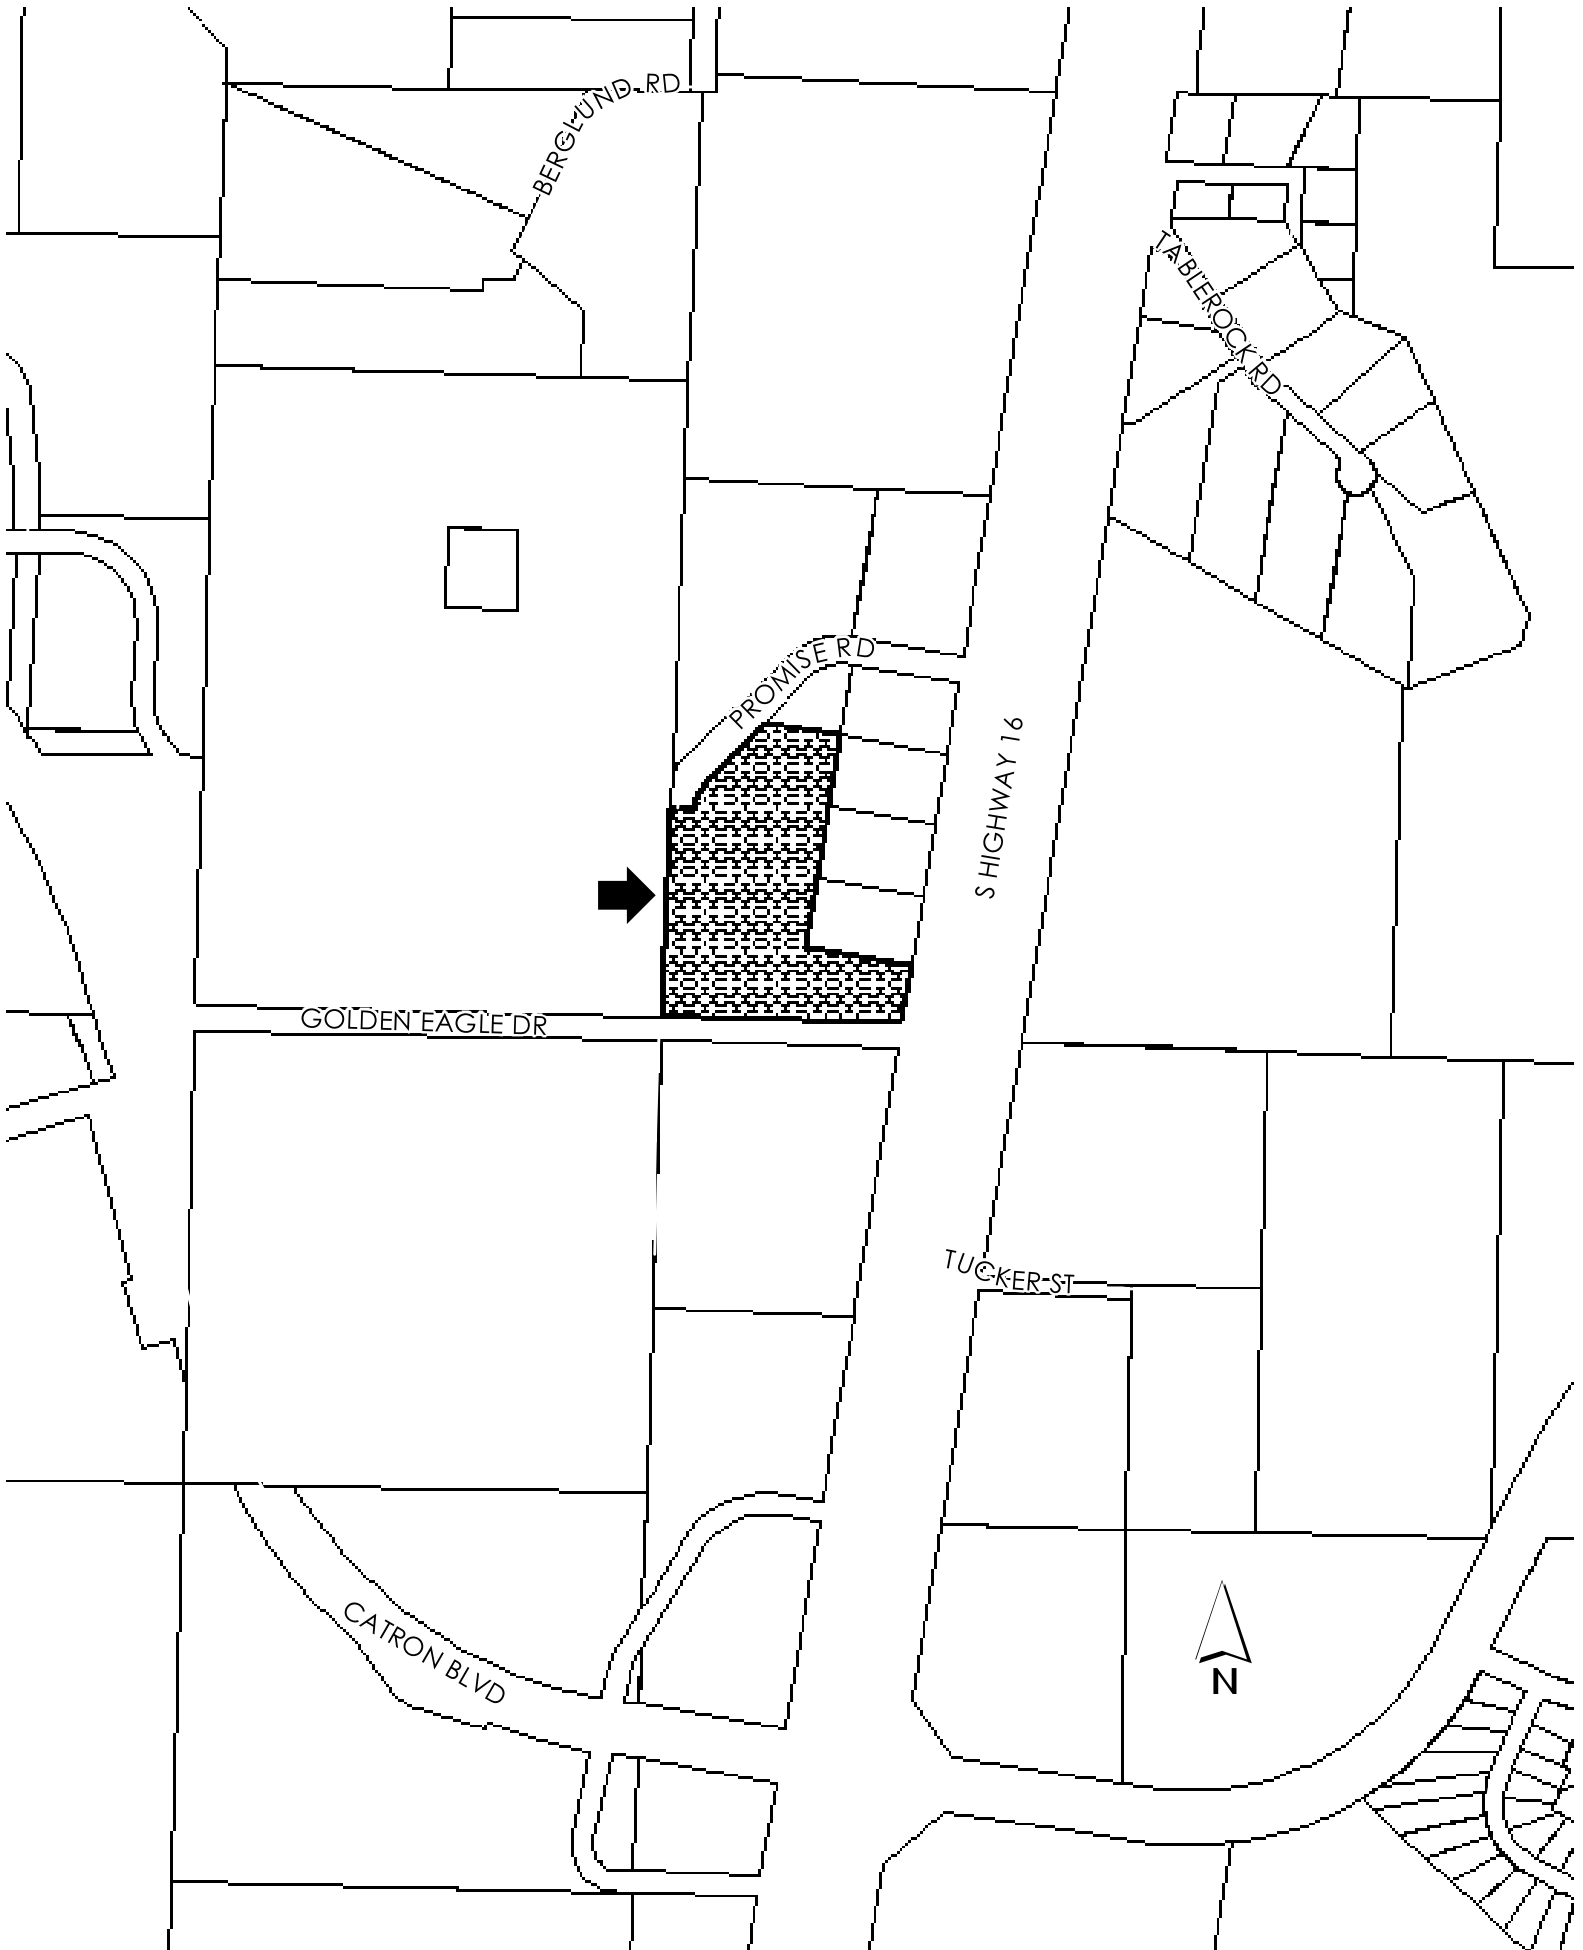 BERGLUND RD
TABLEROCK RD
PROMISE RD
S HIGHWAY 16
GOLDEN EAGLE DR
TUCKER ST
CATRON BLVD
N